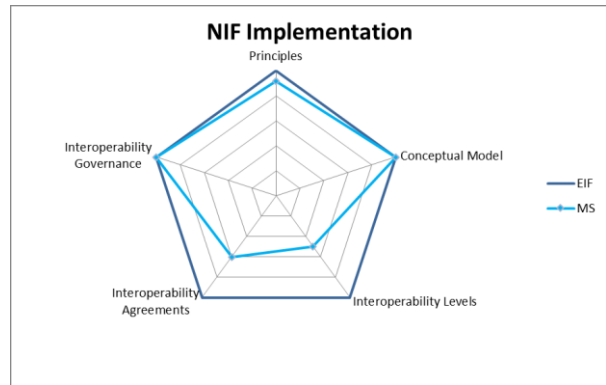 NIF Implementation
Principles
Interoperability
Governance
Conceptual Model
EIF
MS
Interoperability
Agreements
Interoperability Levels